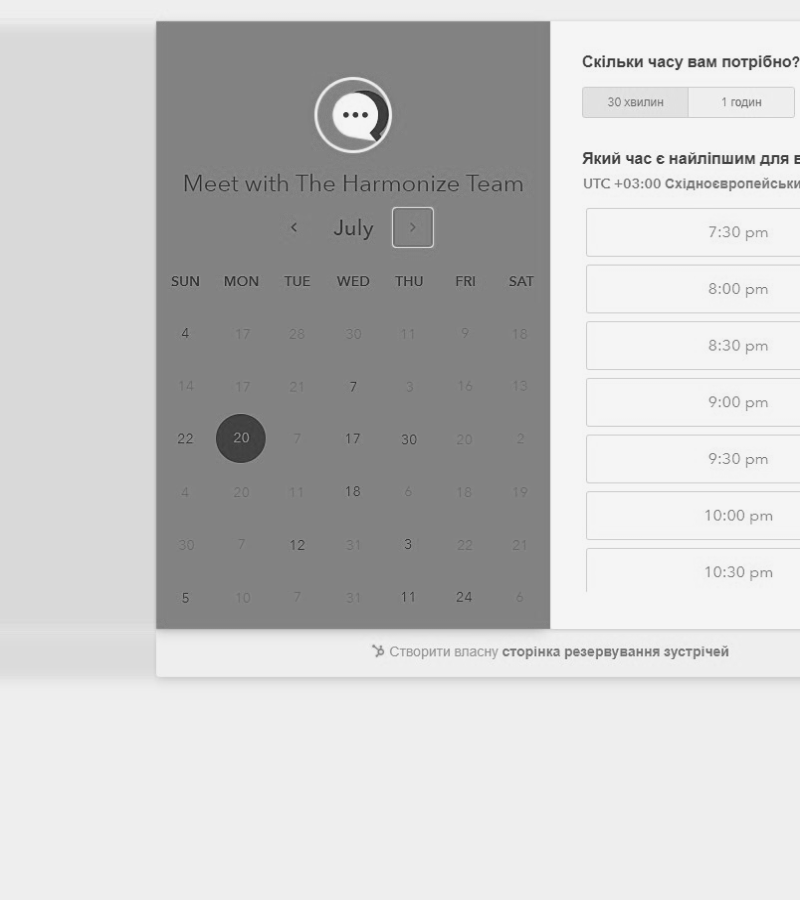 Meet with The Harmonize Team
July
SUN MON TUE WED THU FRI SAT
4 17 28 30 11 9 18
14 17 21 7 3 16 13
22 20 7 17 30 20 2
4 20 11 18 6 18 19
30 7 12 31 3 22 21
5 10 7 31 11 24 6
Скільки часу вам потрібно?
30 хвилин 1 годин
Який час є найліпшим для в
UTC +03:00 Східноєвропейськи
7:30 pm
8:00 pm
8:30 pm
9:00 pm
9:30 pm
10:00 pm
10:30 pm
Створити власну сторінка резервування зустрічей